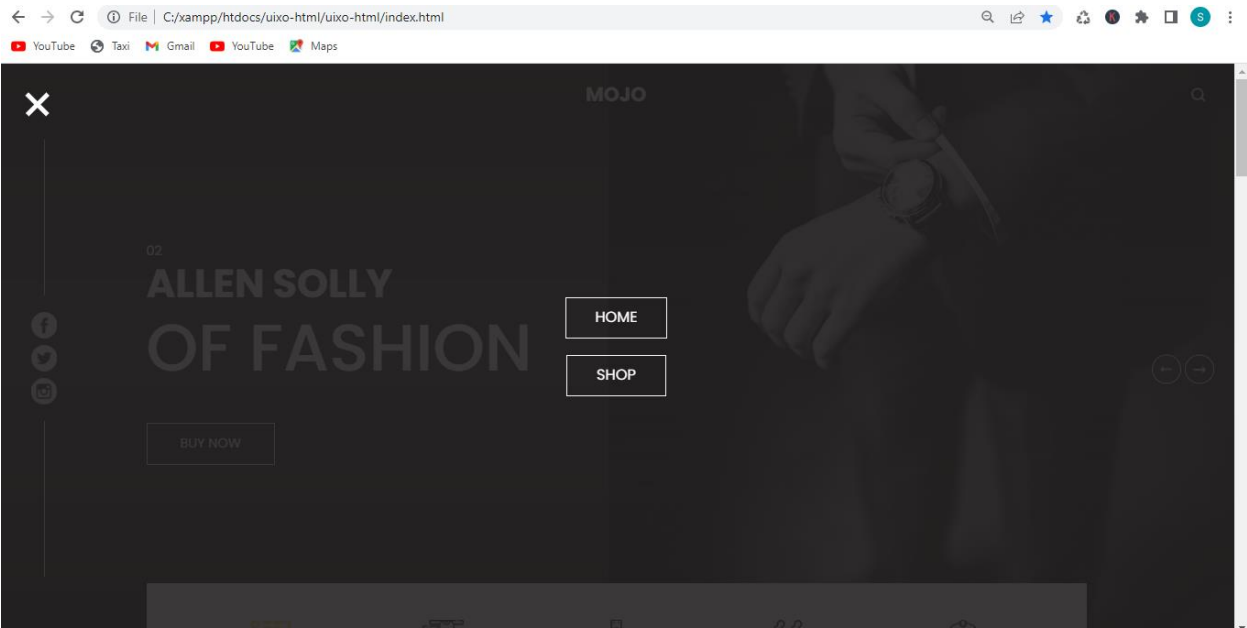 File | C:/xampp/htdocs/uixo-html/uixo-html/index.html
S
YouTube Taxi Gmail YouTube Maps
MOJO
02
ALLEN SOLLY
OF FASHION
HOME
SHOP
BUY NOW